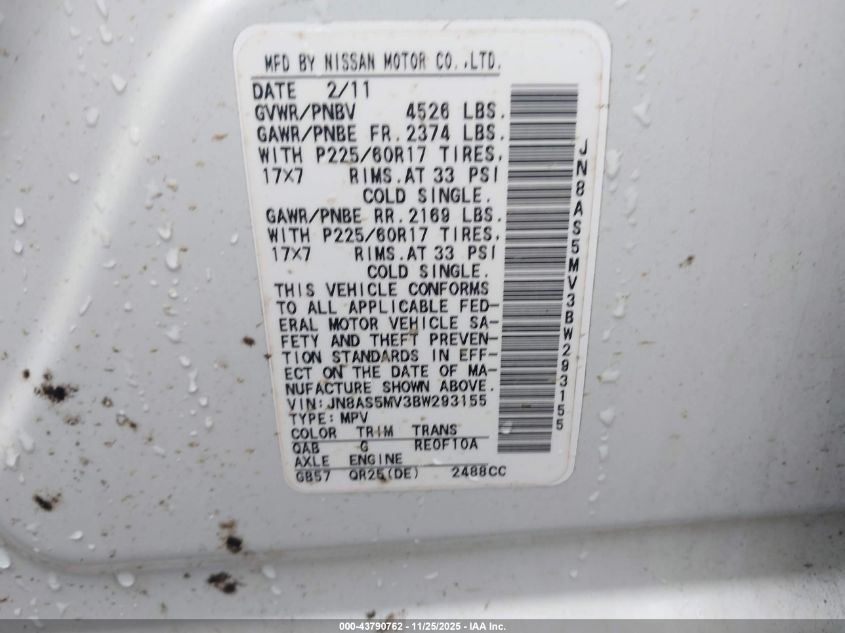 MFD BY NISSAN MOTOR CO.,LTD.
DATE 2/11
GVWR/PNBV 4526 LBS.
GAWR/PNBE FR. 2374 LBS.
WITH P225/60R17 TIRES,
17X7 RIMS.AT 33 PSI
COLD SINGLE.
GAWR/PNBE RR. 2169 LBS.
WITH P225/60R17 TIRES,
17X7 RIMS.AT 33 PSI
COLD SINGLE.
THIS VEHICLE CONFORMS
TO ALL APPLICABLE FED-
ERAL MOTOR VEHICLE SA-
FETY AND THEFT PREVEN-
TION STANDARDS IN EFF-
ECT ON THE DATE OF MA-
NUFACTURE SHOWN ABOVE.
VIN:JN8AS5MV3BW293155
TYPE:MPV
COLOR TRIM TRANS
QAB G RE0F10A
AXLE ENGINE
GB57 QR25(DE) 2488CC
JN8AS5MV3BW293155
000-43790762 - 11/25/2025 - IAA Inc.